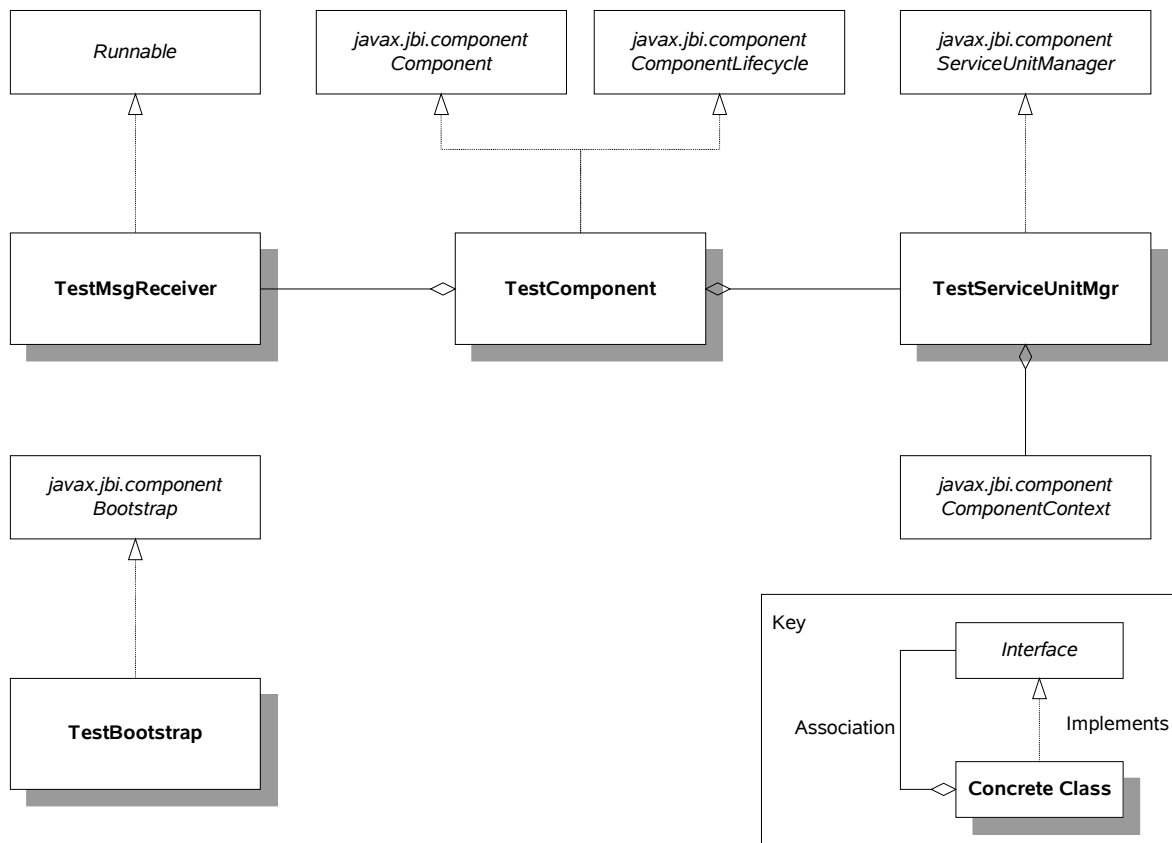 Runnable
javax.jbi.component
Component
javax.jbi.component
ComponentLifecycle
javax.jbi.component
ServiceUnitManager
TestMsgReceiver
TestComponent
TestServiceUnitMgr
javax.jbi.component
Bootstrap
javax.jbi.component
ComponentContext
TestBootstrap
Key
Interface
Association
Implements
Concrete Class